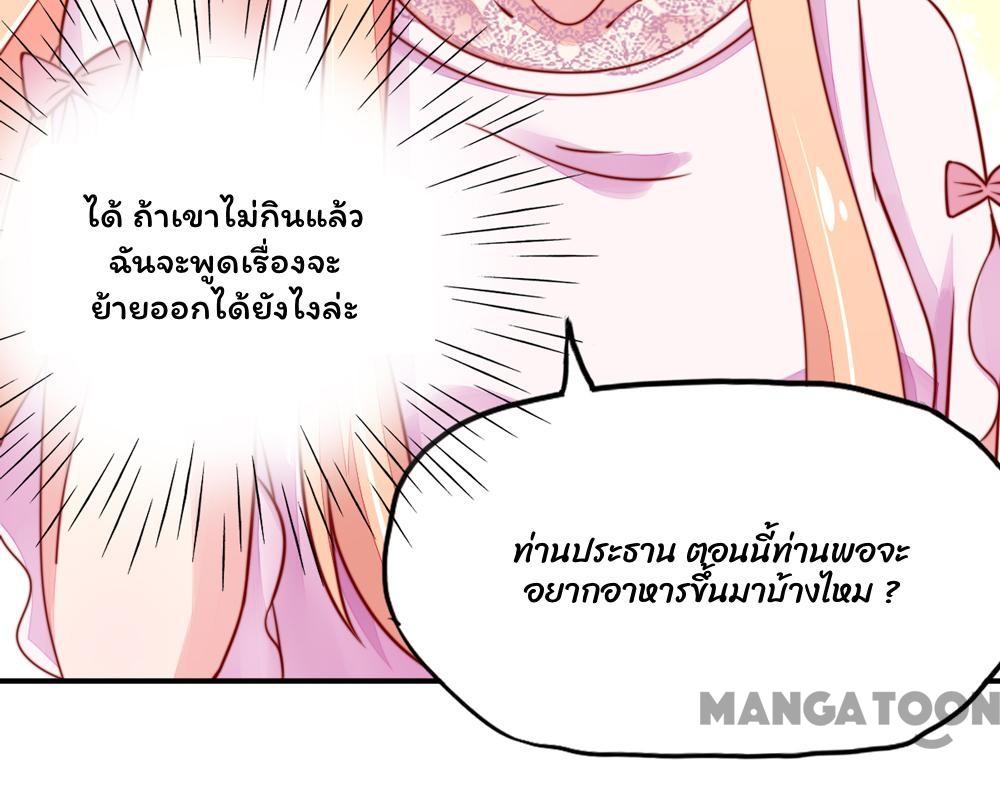 ได้ ถ้าเขาไม่กินแล้ว
ฉันจะพูดเรื่องจะ
ย้ายออกได้ยังไงล่ะ
ท่านประธาน ตอนนี้ท่านพอจะ
อยากอาหารขึ้นมาบ้างไหม ?
MANGATOON